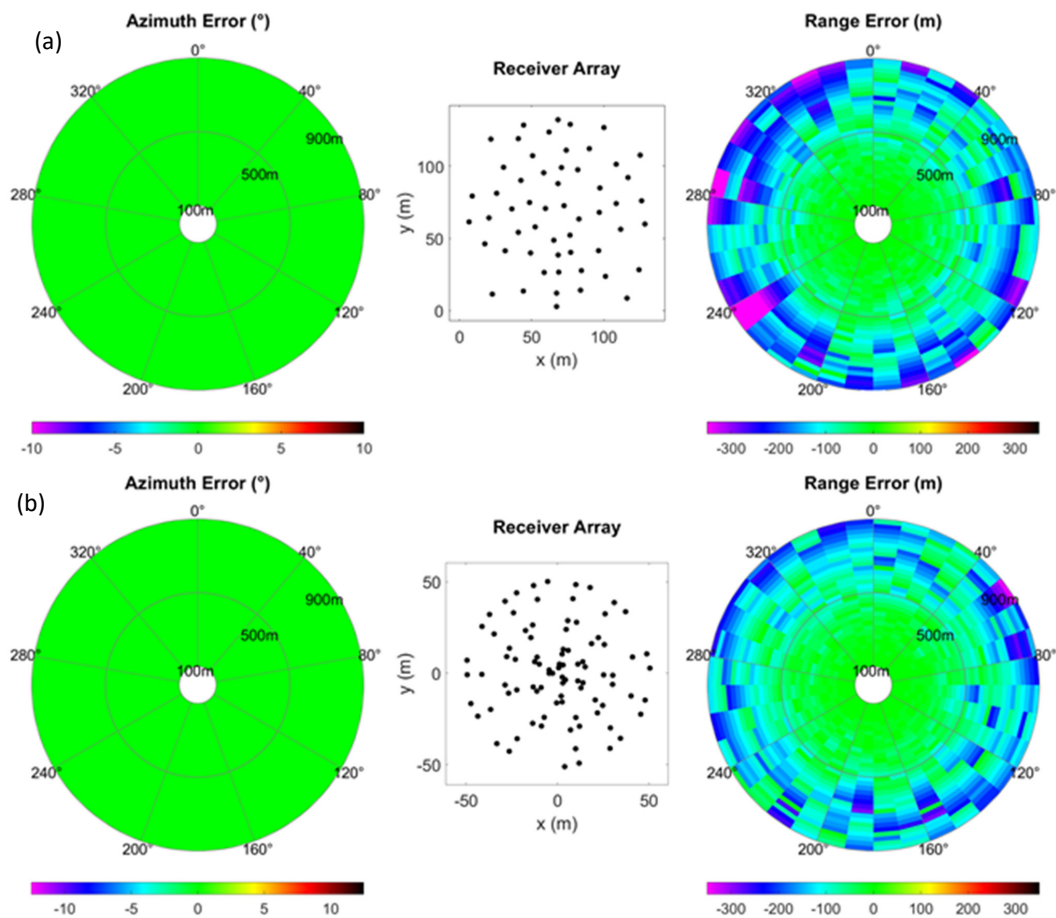 (a)
Azimuth Error (°)
0°
40°
80°
120°
160°
200°
240°
280°
320°
900m
500m
100m
-10 -5 0 5 10
Receiver Array
100
50
0
y (m)
0 50 100
x (m)
Range Error (m)
0°
40°
80°
120°
160°
200°
240°
280°
320°
900m
500m
100m
-300 -200 -100 0 100 200 300
(b)
Azimuth Error (°)
0°
40°
80°
120°
160°
200°
240°
280°
320°
900m
500m
100m
-10 -5 0 5 10
Receiver Array
50
0
-50
y (m)
-50 0 50
x (m)
Range Error (m)
0°
40°
80°
120°
160°
200°
240°
280°
320°
900m
500m
100m
-300 -200 -100 0 100 200 300